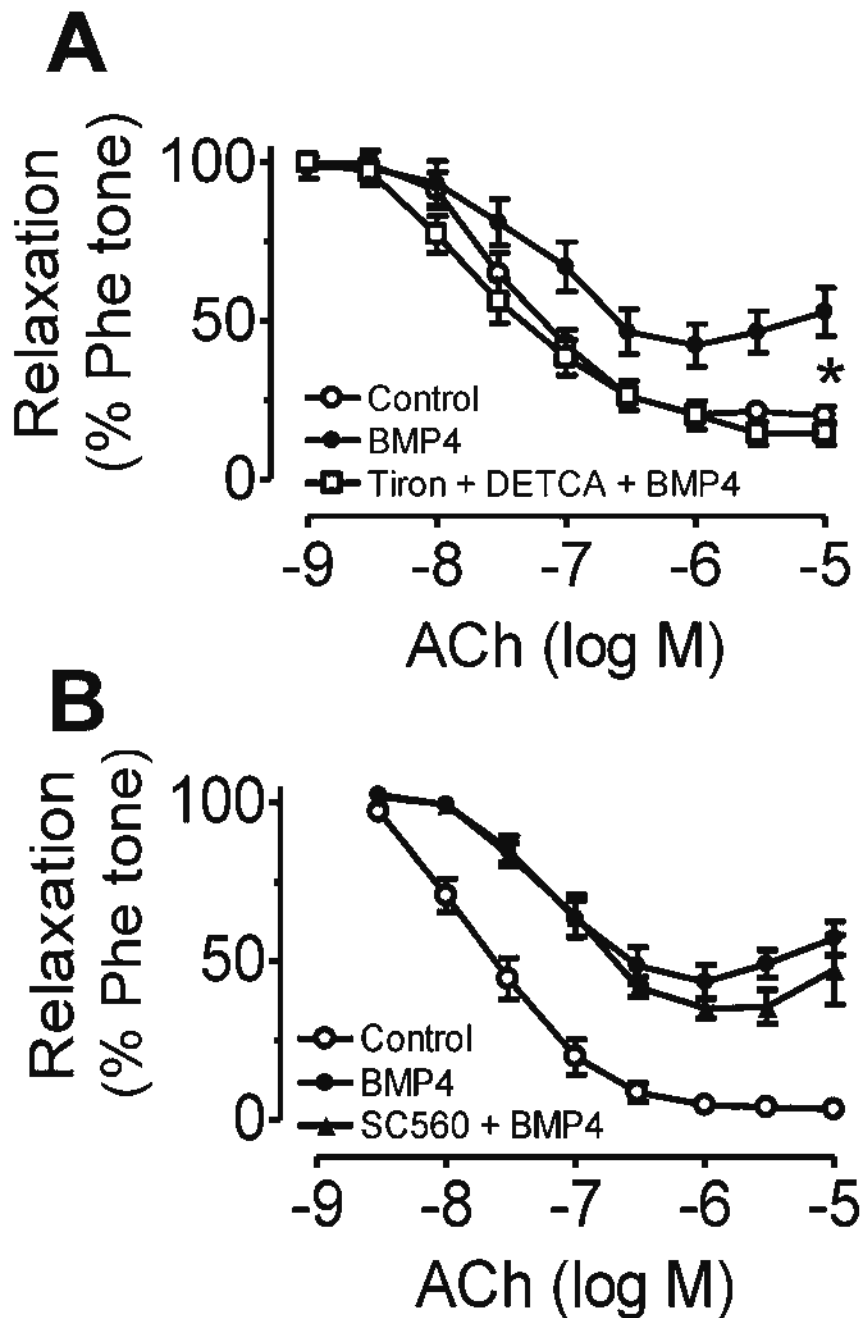 A
Relaxation
(% Phe tone)
100
50
0
Control
BMP4
Tiron + DETCA + BMP4
*
-9 -8 -7 -6 -5
ACh (log M)
B
Relaxation
(% Phe tone)
100
50
0
Control
BMP4
SC560 + BMP4
-9 -8 -7 -6 -5
ACh (log M)